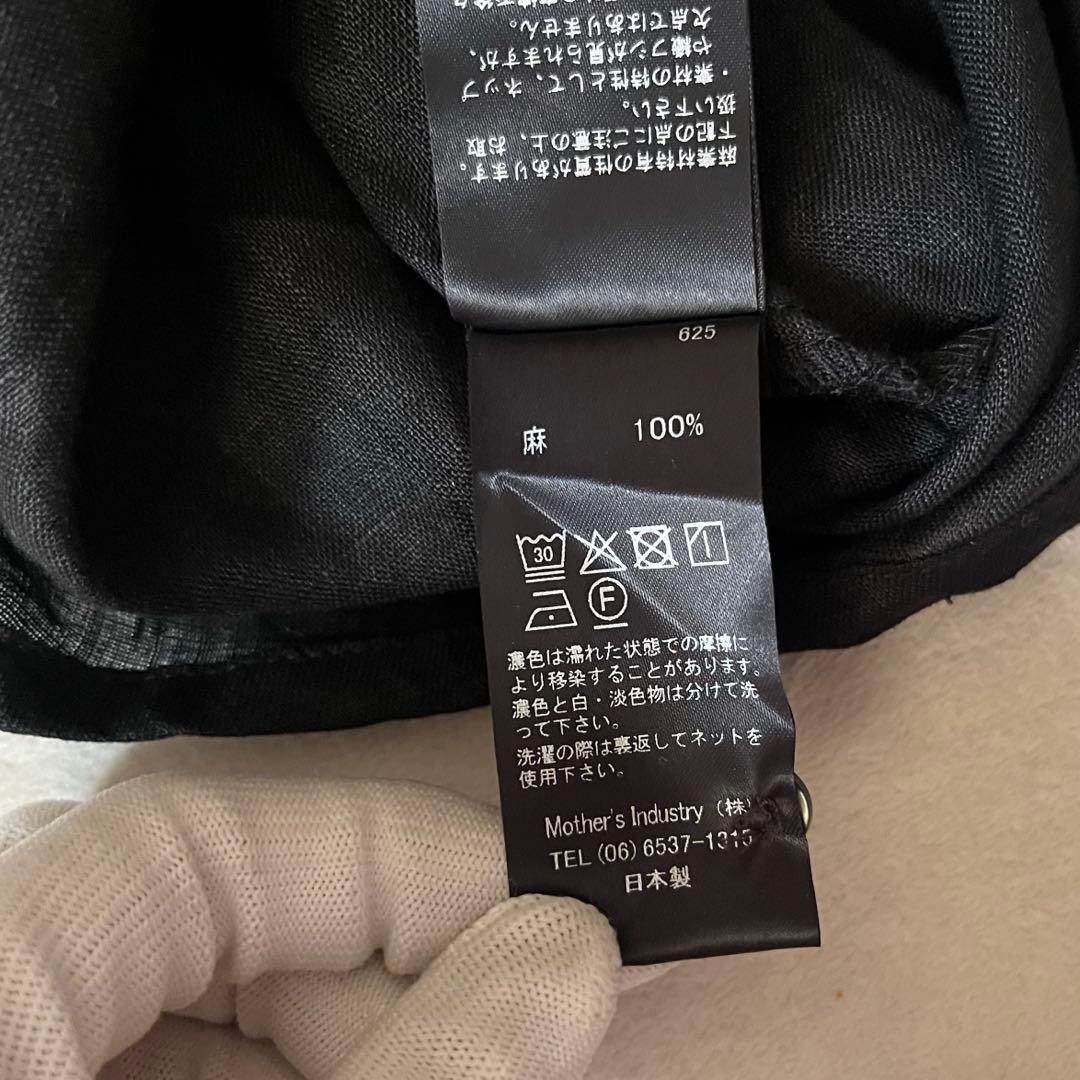 麻素材特有の性質があります。
下記の点にご注意の上、お取
扱い下さい。
・素材の特性として、ネップ
や織フシが見られますが、
欠点ではありません。
625
麻 100%
30
F
濃色は濡れた状態での摩擦に
より移染することがあります。
濃色と白・淡色物は分けて洗
って下さい。
洗濯の際は裏返してネットを
使用下さい。
Mother's Industry (株)
TEL (06) 6537-1315
日本製